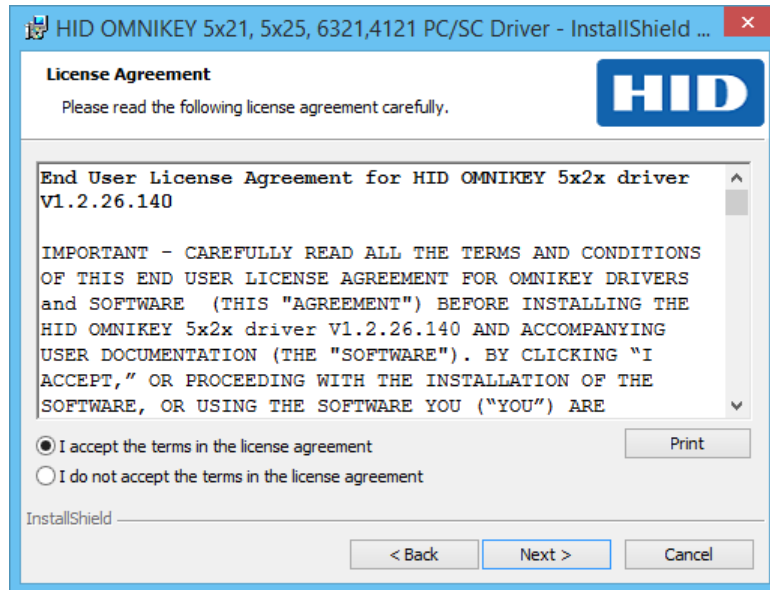 HID OMNIKEY 5x21, 5x25, 6321,4121 PC/SC Driver - InstallShield ...
License Agreement
Please read the following license agreement carefully.
HID
End User License Agreement for HID OMNIKEY 5x2x driver
V1.2.26.140
IMPORTANT - CAREFULLY READ ALL THE TERMS AND CONDITIONS
OF THIS END USER LICENSE AGREEMENT FOR OMNIKEY DRIVERS
and SOFTWARE  (THIS "AGREEMENT") BEFORE INSTALLING THE
HID OMNIKEY 5x2x driver V1.2.26.140 AND ACCOMPANYING
USER DOCUMENTATION (THE "SOFTWARE"). BY CLICKING “I
ACCEPT,” OR PROCEEDING WITH THE INSTALLATION OF THE
SOFTWARE, OR USING THE SOFTWARE YOU (“YOU”) ARE
I accept the terms in the license agreement
Print
I do not accept the terms in the license agreement
InstallShield
< Back
Next >
Cancel